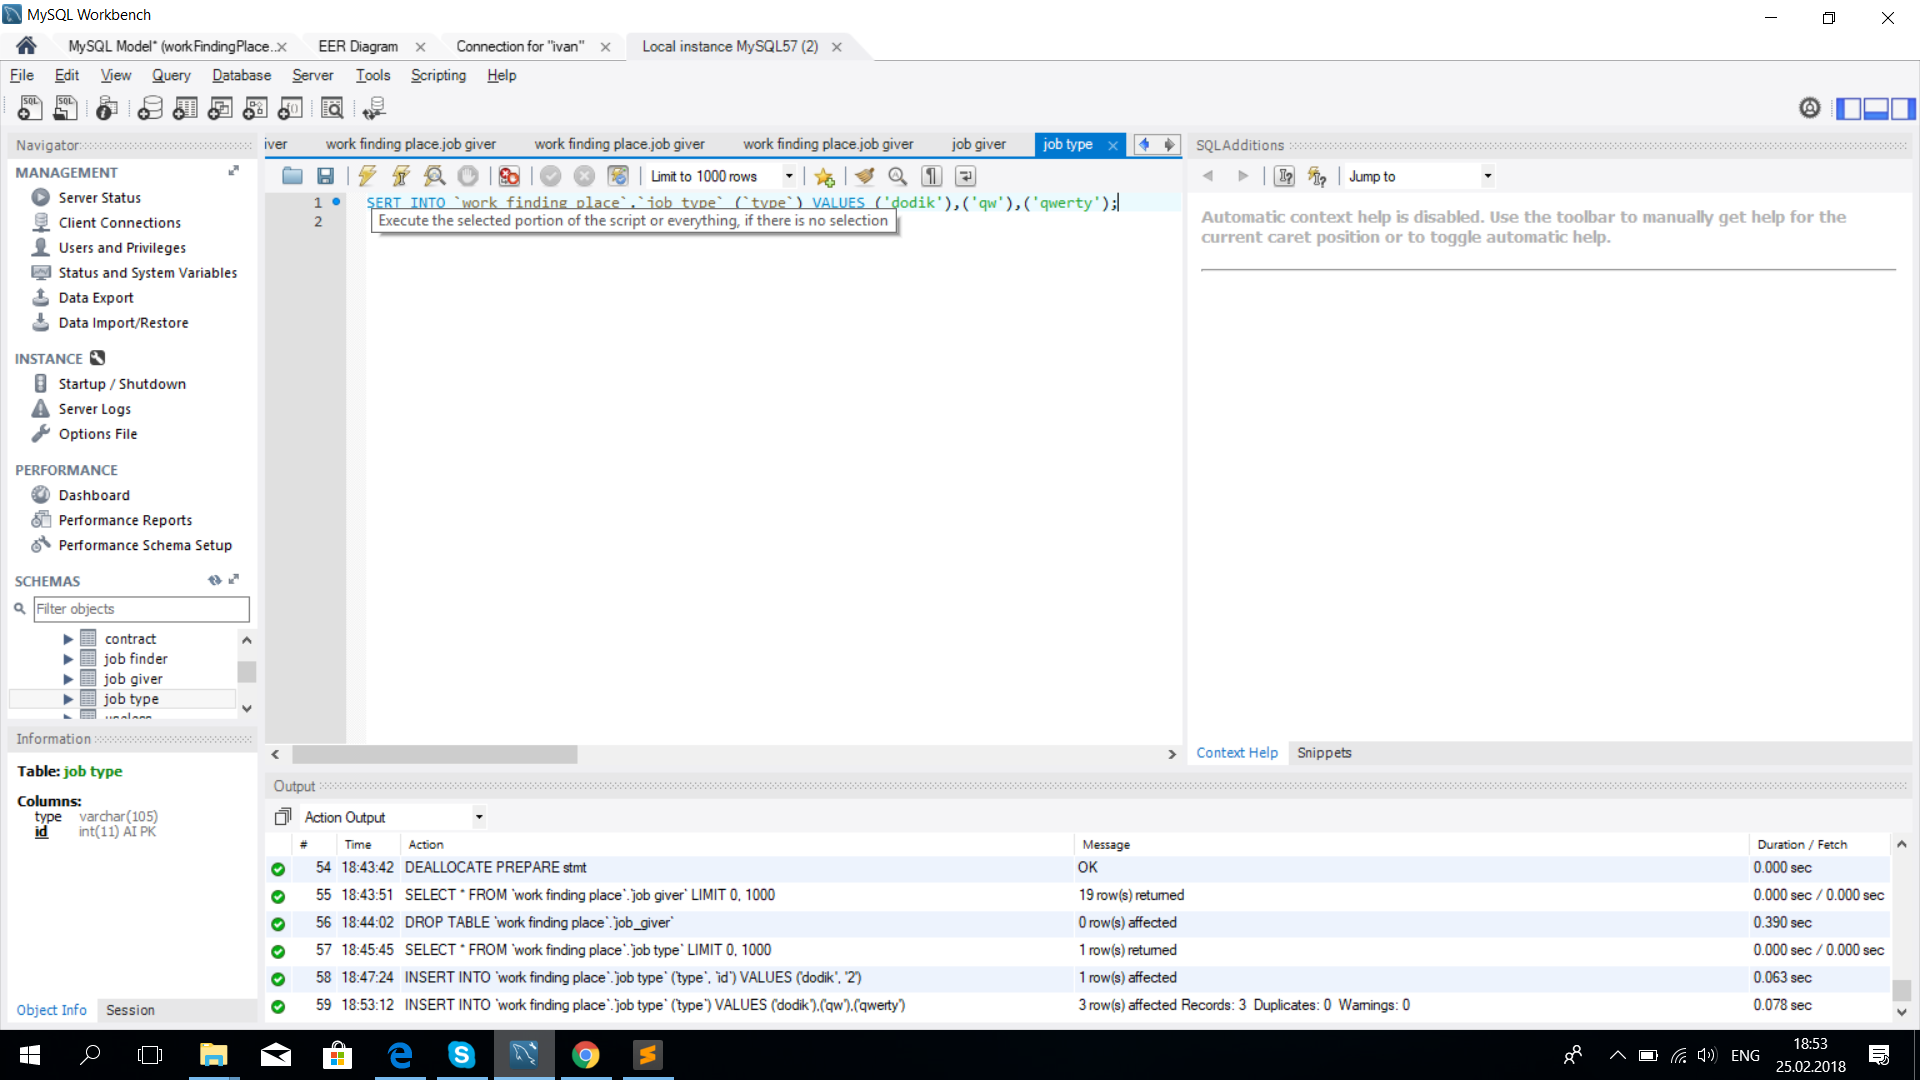 MySQL Workbench
MySQL Model* (workFindingPlace..
EER Diagram
Connection for "ivan"
Local instance MySQL57 (2)
File Edit View Query Database Server Tools Scripting Help
Navigator
MANAGEMENT
Server Status
Client Connections
Users and Privileges
Status and System Variables
Data Export
Data Import/Restore
INSTANCE
Startup / Shutdown
Server Logs
Options File
PERFORMANCE
Dashboard
Performance Reports
Performance Schema Setup
SCHEMAS
Filter objects
contract
job finder
job giver
job type
useless
Information
Table: job type
Columns:
type varchar(105)
id int(11) AI PK
Object Info Session
iver
work finding place.job giver
work finding place.job giver
work finding place.job giver
job giver
job type
Limit to 1000 rows
1 SERT INTO `work finding place`.`job type` (`type`) VALUES ('dodik'),('qw'),('qwerty');
2
Execute the selected portion of the script or everything, if there is no selection
SQLAdditions
Jump to
Automatic context help is disabled. Use the toolbar to manually get help for the
current caret position or to toggle automatic help.
Context Help Snippets
Output
Action Output
# Time Action Message Duration / Fetch
54 18:43:42 DEALLOCATE PREPARE stmt OK 0.000 sec
55 18:43:51 SELECT * FROM `work finding place`.`job giver` LIMIT 0, 1000 19 row(s) returned 0.000 sec / 0.000 sec
56 18:44:02 DROP TABLE `work finding place`.`job_giver` 0 row(s) affected 0.390 sec
57 18:45:45 SELECT * FROM `work finding place`.`job type` LIMIT 0, 1000 1 row(s) returned 0.000 sec / 0.000 sec
58 18:47:24 INSERT INTO `work finding place`.`job type` (`type`, `id`) VALUES ('dodik', '2') 1 row(s) affected 0.063 sec
59 18:53:12 INSERT INTO `work finding place`.`job type` (`type`) VALUES ('dodik'),('qw'),('qwerty') 3 row(s) affected Records: 3 Duplicates: 0 Warnings: 0 0.078 sec
ENG
18:53
25.02.2018